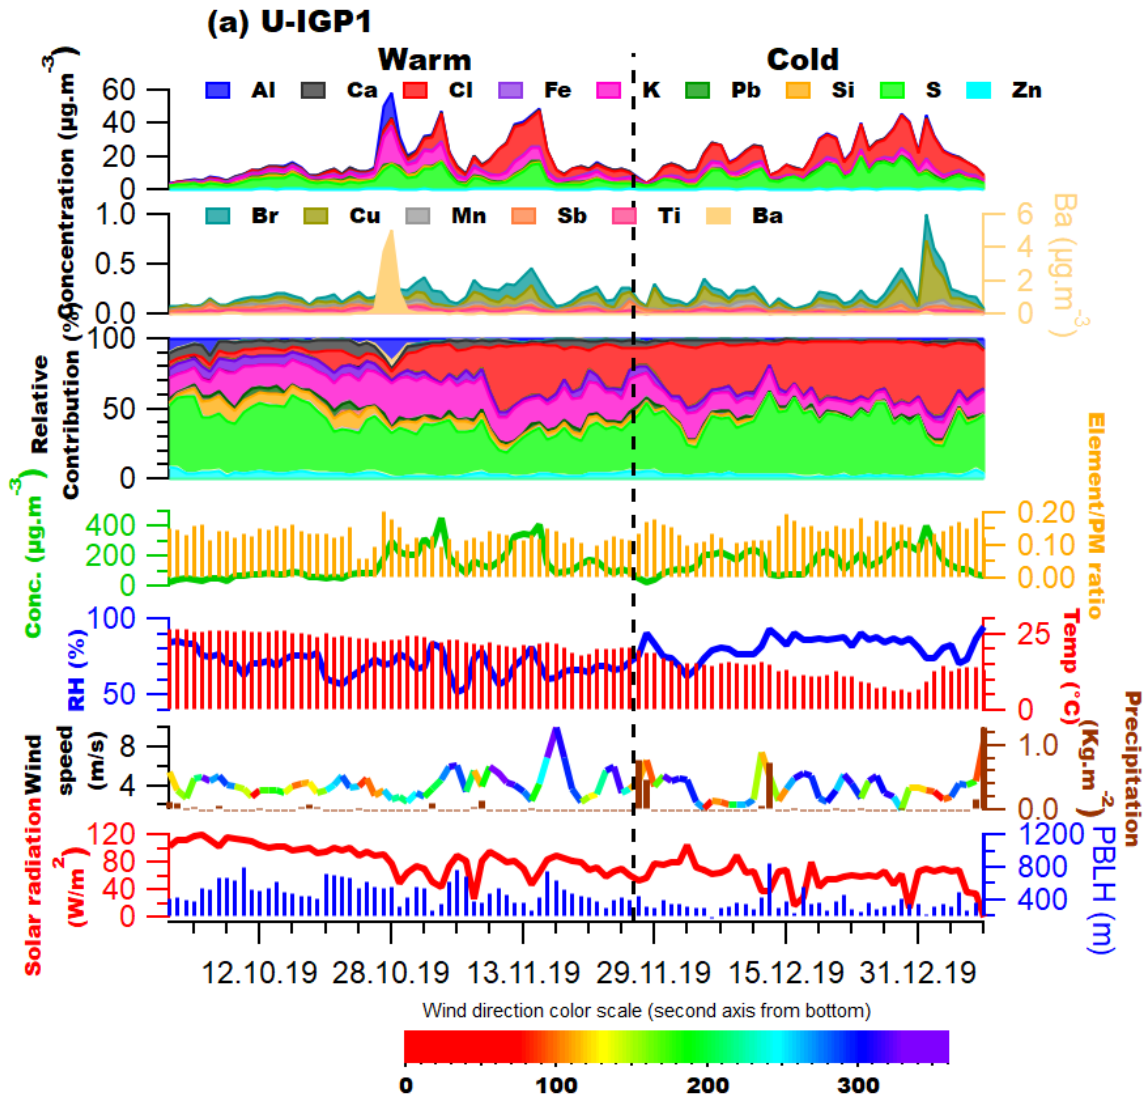 (a) U-IGP1
Warm Cold
Al Ca Cl Fe K Pb Si S Zn
Concentration (µg.m-3)
60
40
20
0
Br Cu Mn Sb Ti Ba
1.0
0.5
0.0
Ba (µg.m-3)
6
4
2
0
Relative
Contribution (%)
100
50
0
Conc. (µg.m-3)
400
200
0
Element/PM ratio
0.20
0.10
0.00
RH (%)
100
50
Temp (°C)
25
0
Wind
speed
(m/s)
8
4
Precipitation
(Kg.m-2)
1.0
0.0
Solar radiation
(W/m2)
120
80
40
0
PBLH (m)
1200
800
400
12.10.19 28.10.19 13.11.19 29.11.19 15.12.19 31.12.19
Wind direction color scale (second axis from bottom)
0 100 200 300